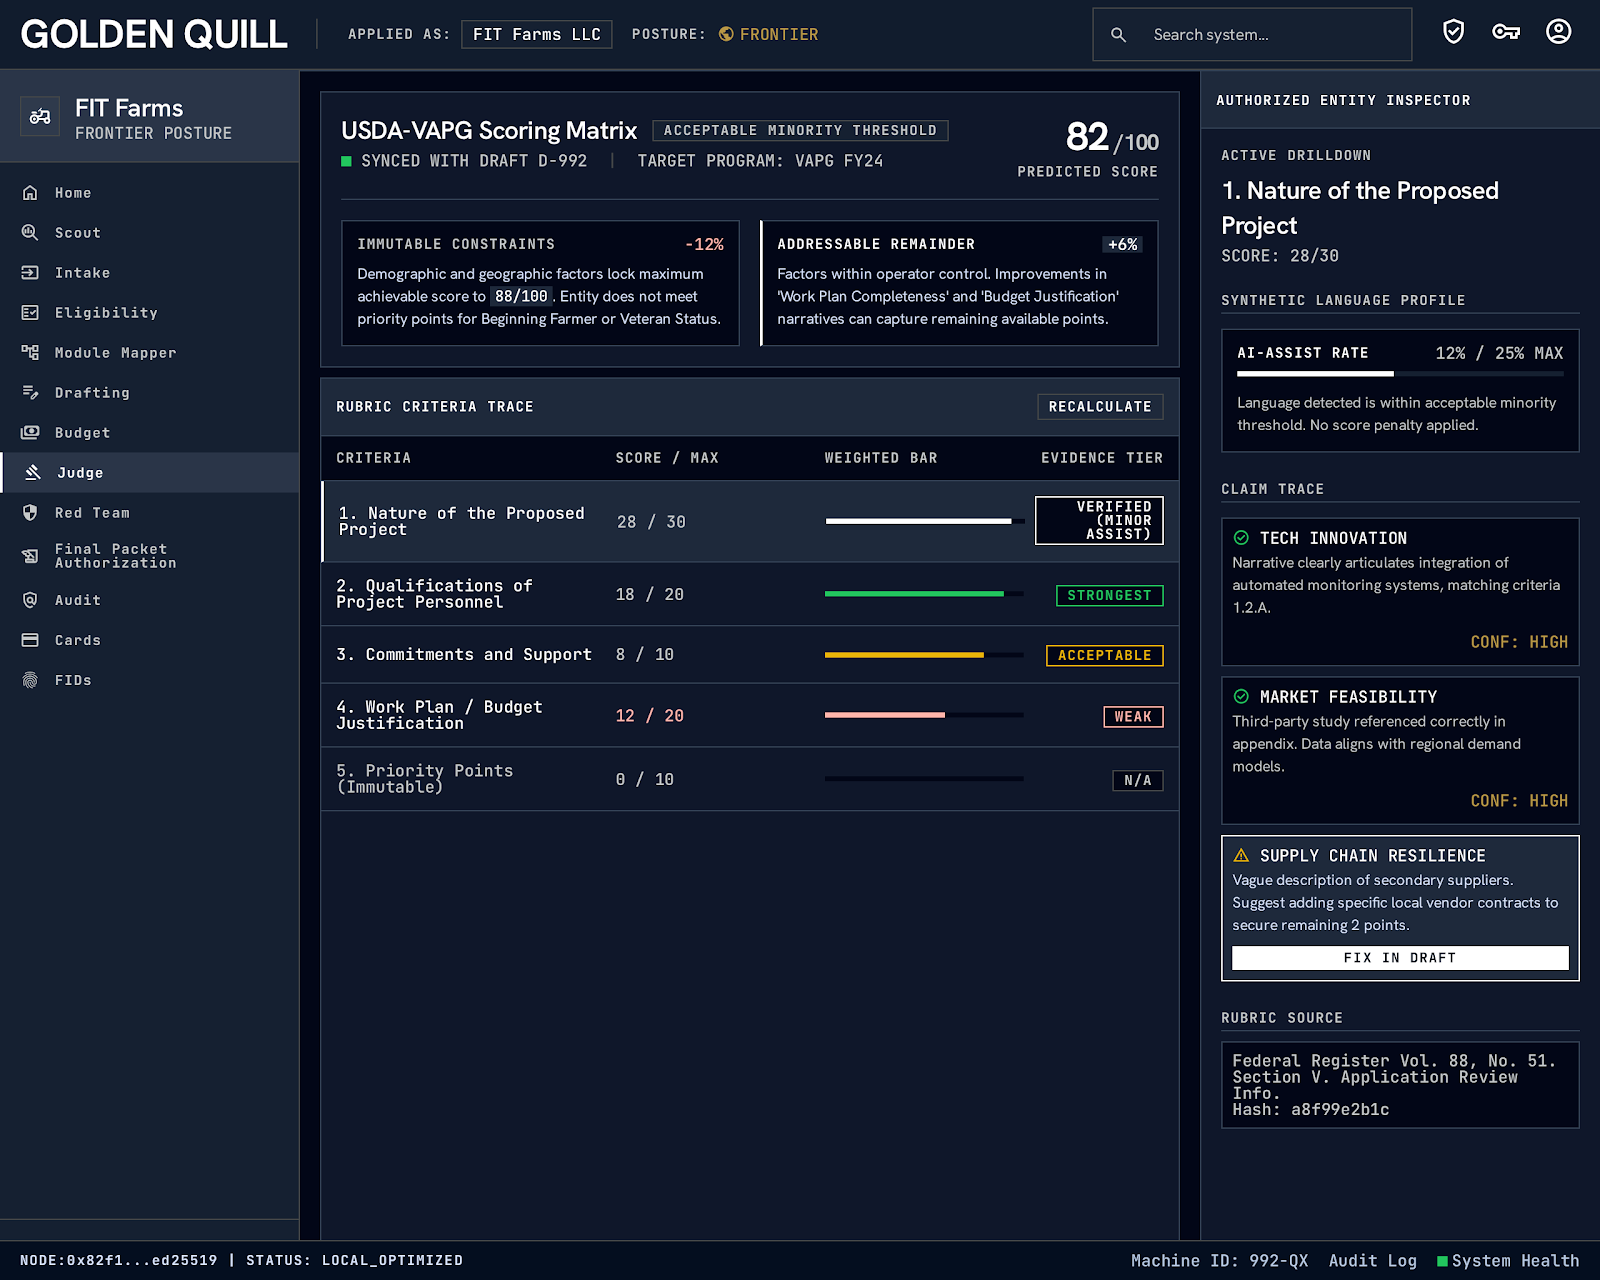 GOLDEN QUILL
APPLIED AS: FIT Farms LLC POSTURE: FRONTIER
Search system...
FIT Farms
FRONTIER POSTURE
Home
Scout
Intake
Eligibility
Module Mapper
Drafting
Budget
Judge
Red Team
Final Packet
Authorization
Audit
Cards
FIDs
USDA-VAPG Scoring Matrix ACCEPTABLE MINORITY THRESHOLD
SYNCED WITH DRAFT D-992 | TARGET PROGRAM: VAPG FY24
82/100
PREDICTED SCORE
IMMUTABLE CONSTRAINTS -12%
Demographic and geographic factors lock maximum
achievable score to 88/100. Entity does not meet
priority points for Beginning Farmer or Veteran Status.
ADDRESSABLE REMAINDER +6%
Factors within operator control. Improvements in
'Work Plan Completeness' and 'Budget Justification'
narratives can capture remaining available points.
RUBRIC CRITERIA TRACE RECALCULATE
CRITERIA SCORE / MAX WEIGHTED BAR EVIDENCE TIER
1. Nature of the Proposed
Project
28 / 30
VERIFIED
(MINOR
ASSIST)
2. Qualifications of
Project Personnel
18 / 20
STRONGEST
3. Commitments and Support 8 / 10 ACCEPTABLE
4. Work Plan / Budget
Justification
12 / 20
WEAK
5. Priority Points
(Immutable)
0 / 10
N/A
AUTHORIZED ENTITY INSPECTOR
ACTIVE DRILLDOWN
1. Nature of the Proposed
Project
SCORE: 28/30
SYNTHETIC LANGUAGE PROFILE
AI-ASSIST RATE 12% / 25% MAX
Language detected is within acceptable minority
threshold. No score penalty applied.
CLAIM TRACE
TECH INNOVATION
Narrative clearly articulates integration of
automated monitoring systems, matching criteria
1.2.A.
CONF: HIGH
MARKET FEASIBILITY
Third-party study referenced correctly in
appendix. Data aligns with regional demand
models.
CONF: HIGH
SUPPLY CHAIN RESILIENCE
Vague description of secondary suppliers.
Suggest adding specific local vendor contracts to
secure remaining 2 points.
FIX IN DRAFT
RUBRIC SOURCE
Federal Register Vol. 88, No. 51.
Section V. Application Review
Info.
Hash: a8f99e2b1c
NODE:0x82f1...ed25519 | STATUS: LOCAL_OPTIMIZED
Machine ID: 992-QX Audit Log System Health